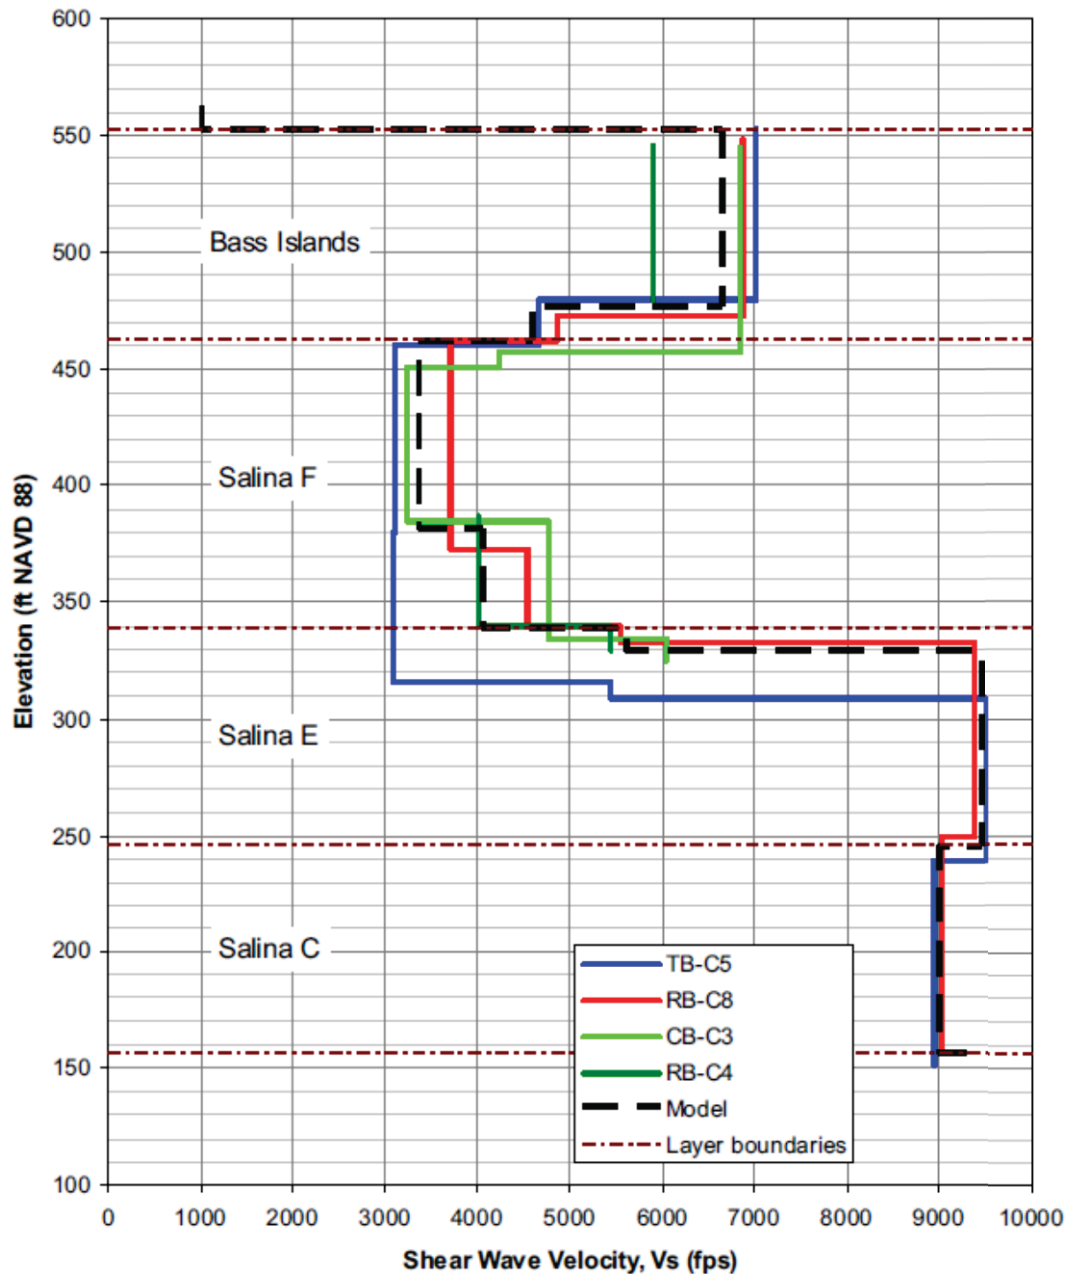 600
550
500
450
400
350
300
250
200
150
100
Elevation (ft NAVD 88)
Bass Islands
Salina F
Salina E
Salina C
TB-C5
RB-C8
CB-C3
RB-C4
Model
Layer boundaries
0 1000 2000 3000 4000 5000 6000 7000 8000 9000 10000
Shear Wave Velocity, Vs (fps)